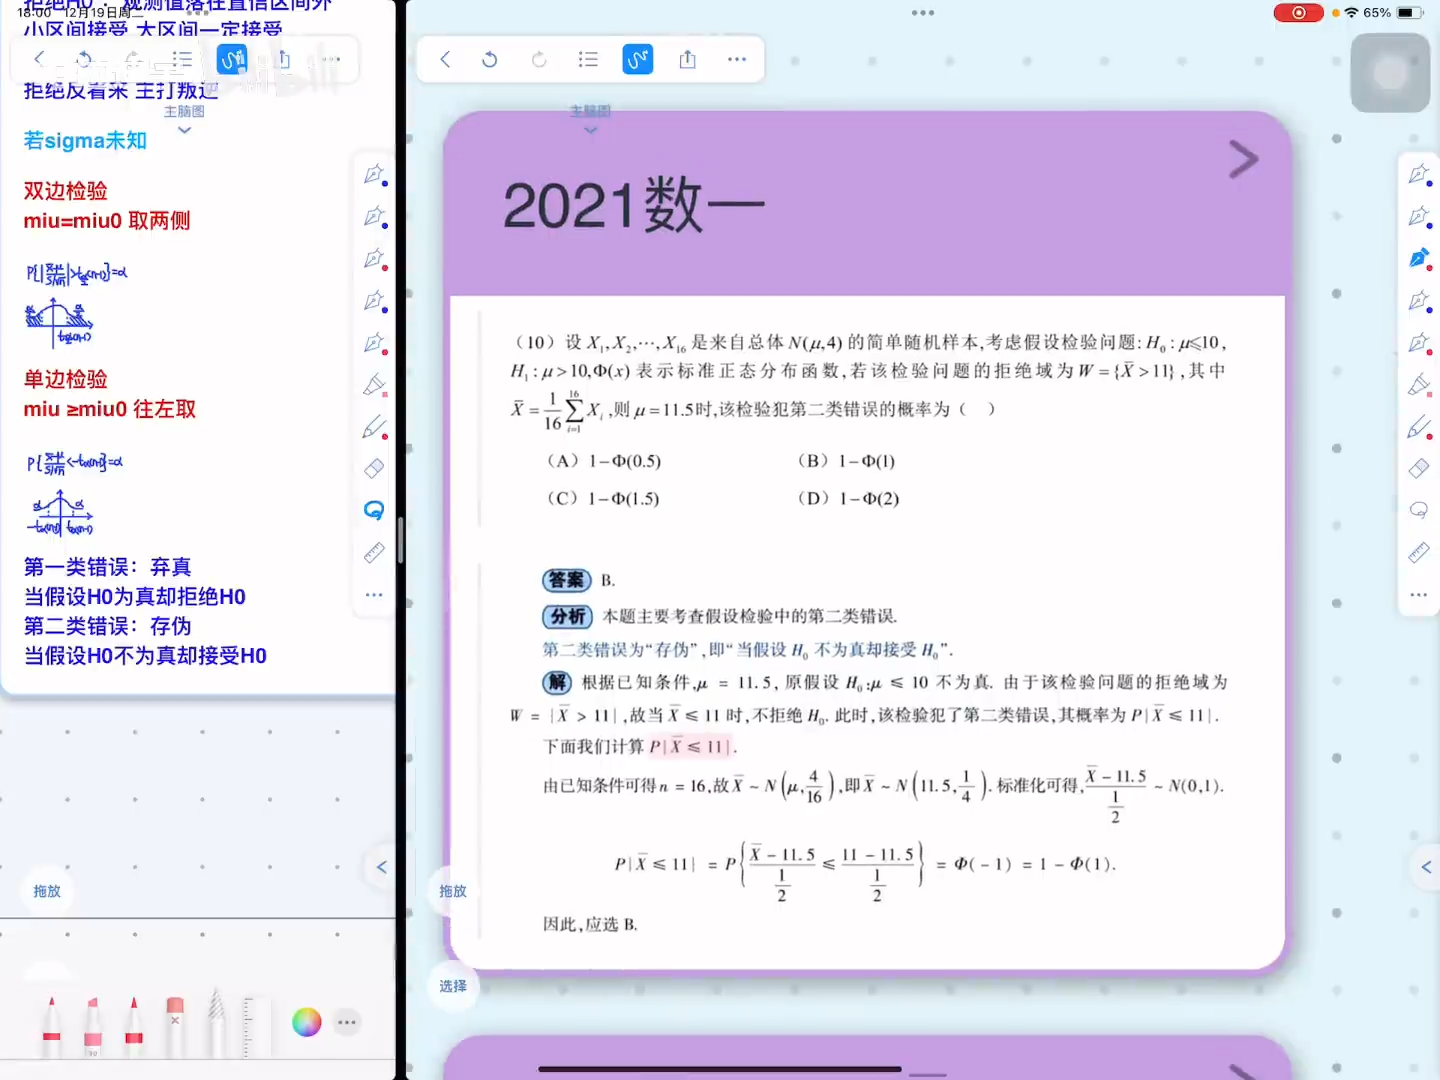 18:00 12月19日周二
65%
小区间接受 大区间一定接受
拒绝反着来 主打叛逆
主脑图
若sigma未知
双边检验
miu=miu0 取两侧
单边检验
miu ≥miu0 往左取
第一类错误：弃真
当假设H0为真却拒绝H0
第二类错误：存伪
当假设H0不为真却接受H0
拖放
主脑图
2021数一
（10）设 X₁,X₂,⋯,X₁₆ 是来自总体 N(μ,4) 的简单随机样本,考虑假设检验问题: H₀ : μ⩽10,
H₁ : μ>10,Φ(x) 表示标准正态分布函数,若该检验问题的拒绝域为 W = {X̄ >11},其中
X̄ = 1/16 ∑_{i=1}^{16} X_i ,则 μ=11.5时,该检验犯第二类错误的概率为（ ）
（A）1−Φ(0.5) （B）1−Φ(1)
（C）1−Φ(1.5) （D）1−Φ(2)
答案 B.
分析 本题主要考查假设检验中的第二类错误.
第二类错误为“存伪”,即“当假设 H₀ 不为真却接受 H₀”.
解 根据已知条件,μ = 11.5, 原假设 H₀:μ ≤ 10 不为真. 由于该检验问题的拒绝域为
W = |X̄ > 11| ,故当 X̄ ≤ 11 时,不拒绝 H₀. 此时,该检验犯了第二类错误,其概率为 P|X̄ ≤ 11|.
下面我们计算 P|X̄ ≤ 11|.
由已知条件可得 n = 16,故 X̄ ~ N(μ, 4/16),即 X̄ ~ N(11.5, 1/4). 标准化可得, (X̄ − 11.5)/(1/2) ~ N(0,1).
P|X̄ ≤ 11| = P{(X̄ − 11.5)/(1/2) ≤ (11 − 11.5)/(1/2)} = Φ(−1) = 1 − Φ(1).
因此,应选 B.
拖放
选择